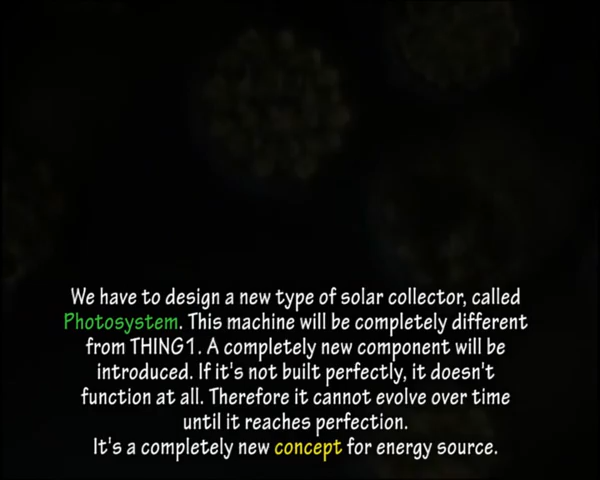 We have to design a new type of solar collector, called
Photosystem. This machine will be completely different
from THING1. A completely new component will be
introduced. If it's not built perfectly, it doesn't
function at all. Therefore it cannot evolve over time
until it reaches perfection.
It's a completely new concept for energy source.